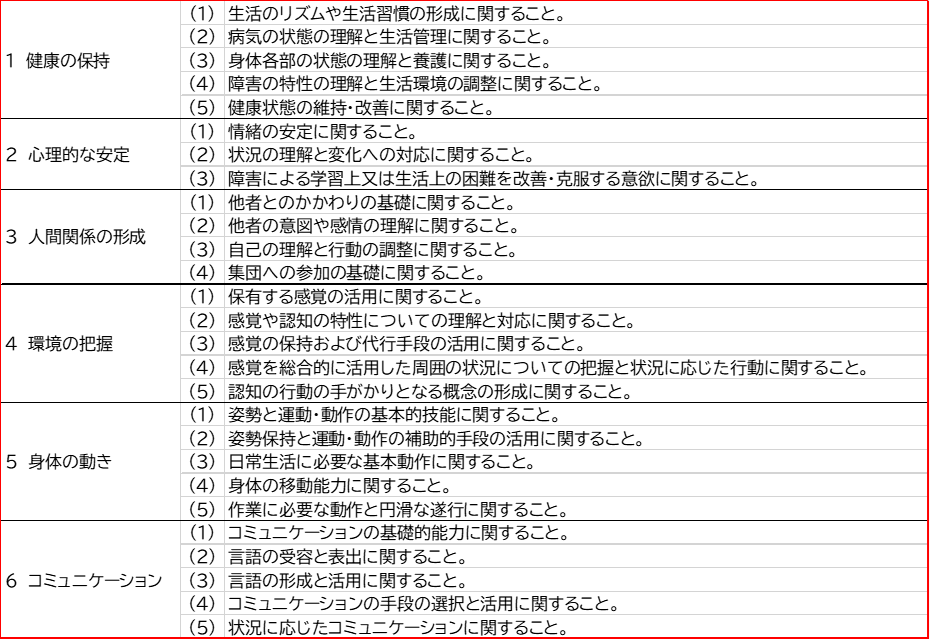 1 健康の保持
（1） 生活のリズムや生活習慣の形成に関すること。
（2） 病気の状態の理解と生活管理に関すること。
（3） 身体各部の状態の理解と養護に関すること。
（4） 障害の特性の理解と生活環境の調整に関すること。
（5） 健康状態の維持・改善に関すること。
2 心理的な安定
（1） 情緒の安定に関すること。
（2） 状況の理解と変化への対応に関すること。
（3） 障害による学習上又は生活上の困難を改善・克服する意欲に関すること。
3 人間関係の形成
（1） 他者とのかかわりの基礎に関すること。
（2） 他者の意図や感情の理解に関すること。
（3） 自己の理解と行動の調整に関すること。
（4） 集団への参加の基礎に関すること。
4 環境の把握
（1） 保有する感覚の活用に関すること。
（2） 感覚や認知の特性についての理解と対応に関すること。
（3） 感覚の保持および代行手段の活用に関すること。
（4） 感覚を総合的に活用した周囲の状況についての把握と状況に応じた行動に関すること。
（5） 認知の行動の手がかりとなる概念の形成に関すること。
5 身体の動き
（1） 姿勢と運動・動作の基本的技能に関すること。
（2） 姿勢保持と運動・動作の補助的手段の活用に関すること。
（3） 日常生活に必要な基本動作に関すること。
（4） 身体の移動能力に関すること。
（5） 作業に必要な動作と円滑な遂行に関すること。
6 コミュニケーション
（1） コミュニケーションの基礎的能力に関すること。
（2） 言語の受容と表出に関すること。
（3） 言語の形成と活用に関すること。
（4） コミュニケーションの手段の選択と活用に関すること。
（5） 状況に応じたコミュニケーションに関すること。